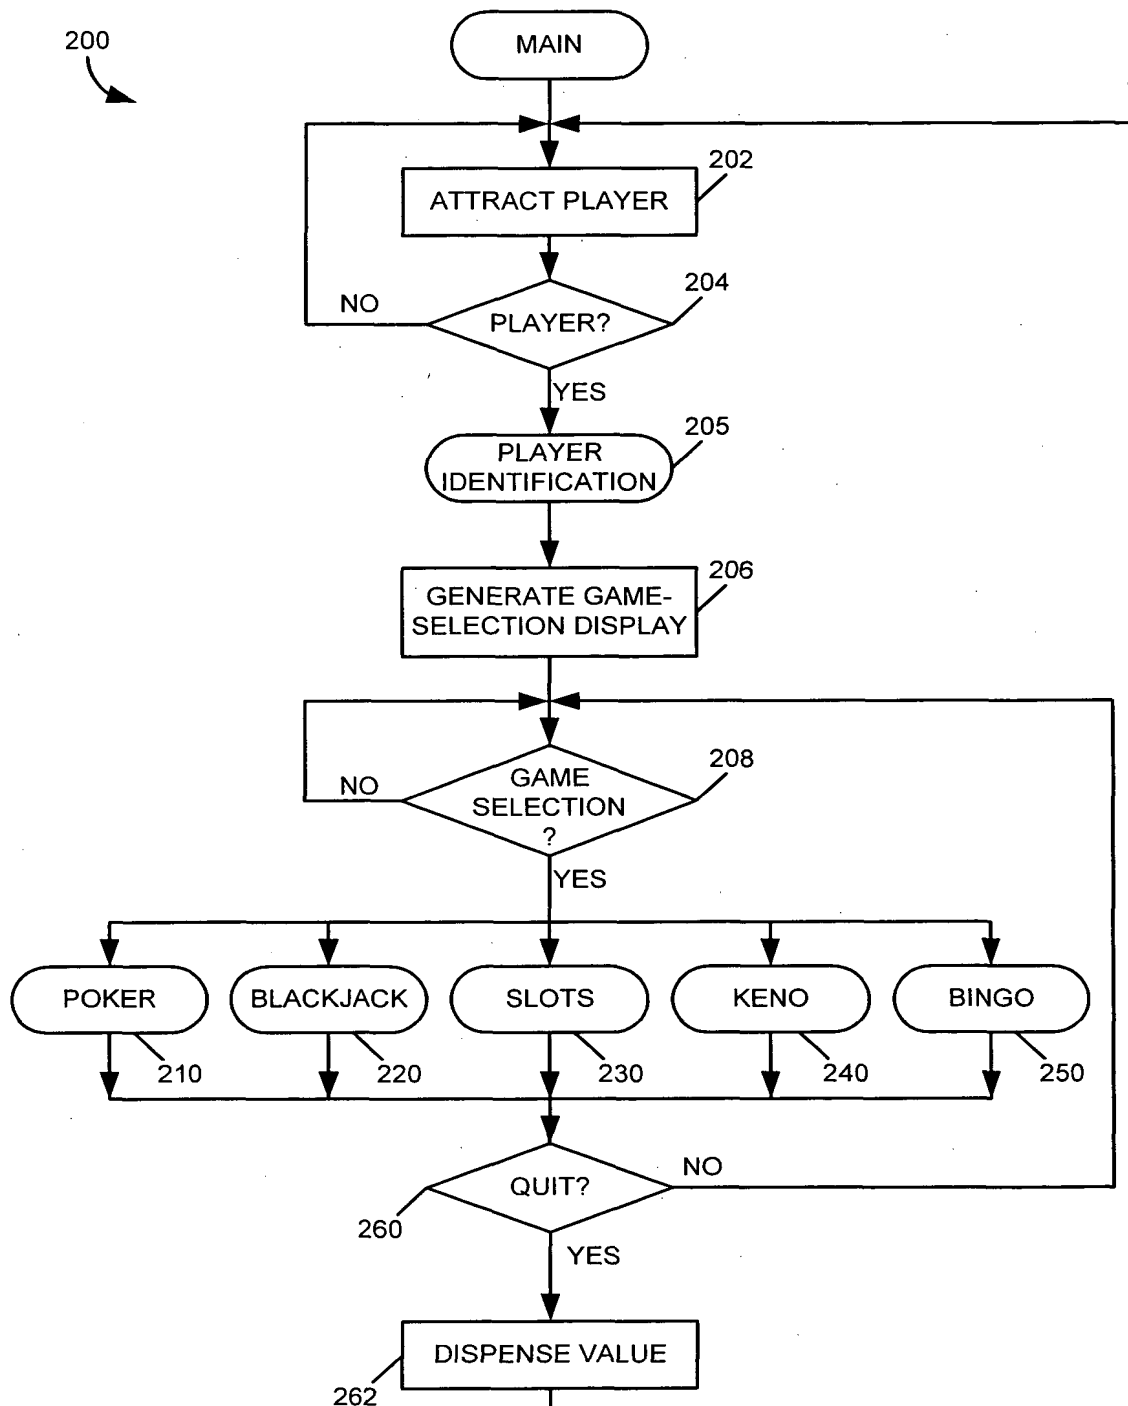 200
MAIN
202
ATTRACT PLAYER
204
NO
PLAYER?
YES
205
PLAYER
IDENTIFICATION
206
GENERATE GAME-
SELECTION DISPLAY
208
NO
GAME
SELECTION
?
YES
POKER
BLACKJACK
SLOTS
KENO
BINGO
210
220
230
240
250
QUIT?
NO
260
YES
DISPENSE VALUE
262